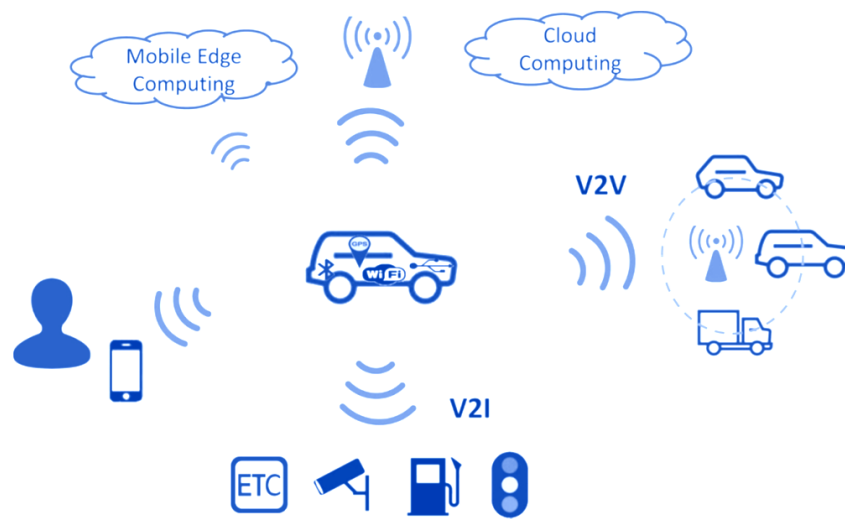 Mobile Edge
Computing
Cloud
Computing
V2V
GPS
WiFi
V2I
ETC